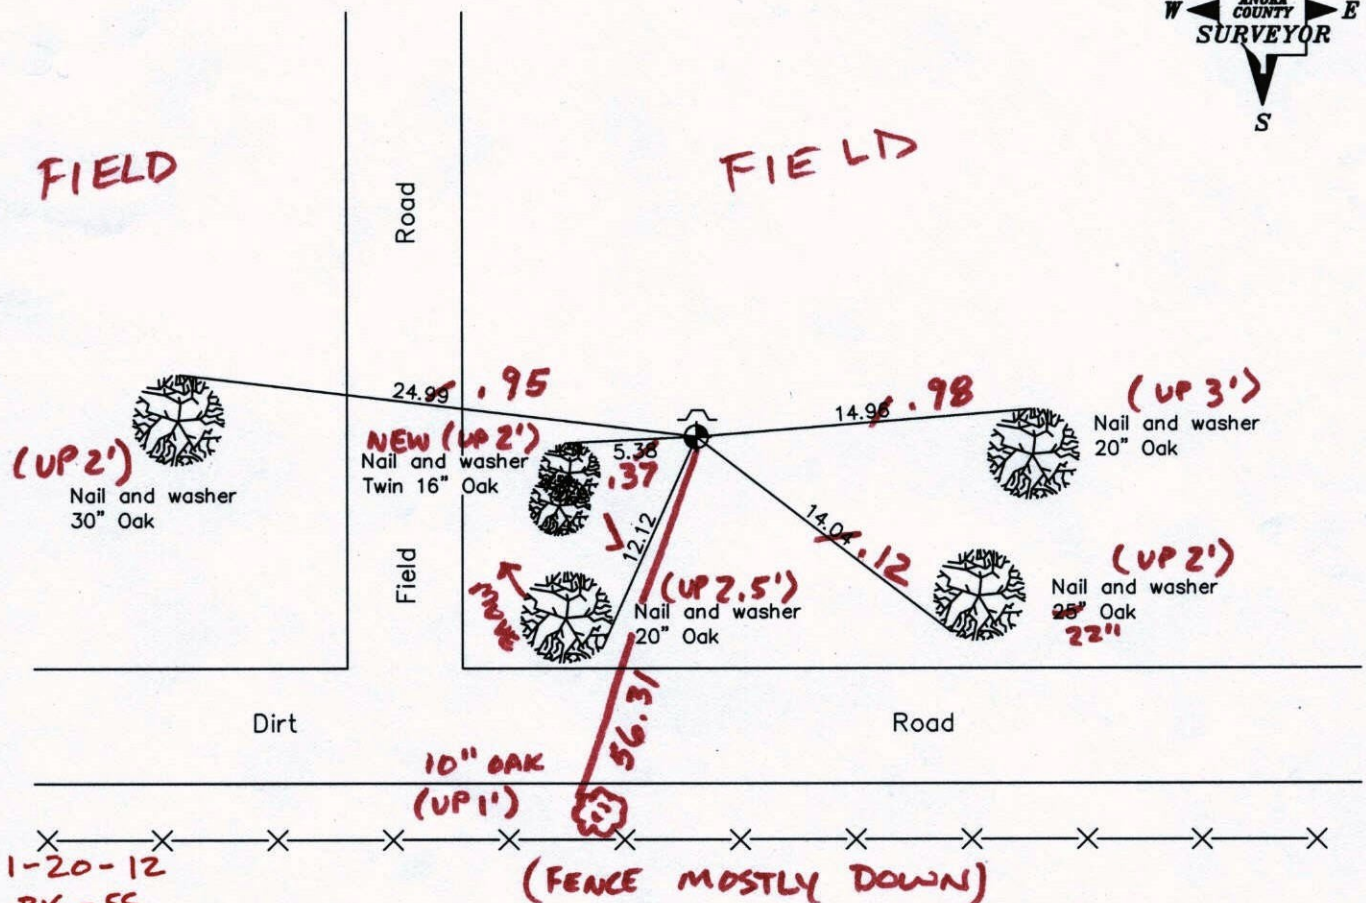 W
ANOKA
COUNTY
E
SURVEYOR
S
FIELD
FIELD
Road
24.99 .95
14.96 .98
(UP 3')
Nail and washer
20" Oak
NEW (UP 2')
Nail and washer
Twin 16" Oak
5.38
.37
(UP 2')
Nail and washer
30" Oak
12.12
14.04 .12
Field
MOVE
(UP 2.5')
Nail and washer
20" Oak
(UP 2')
Nail and washer
25" Oak
22"
Dirt
Road
56.31
10" OAK
(UP 1')
1-20-12
(FENCE MOSTLY DOWN)